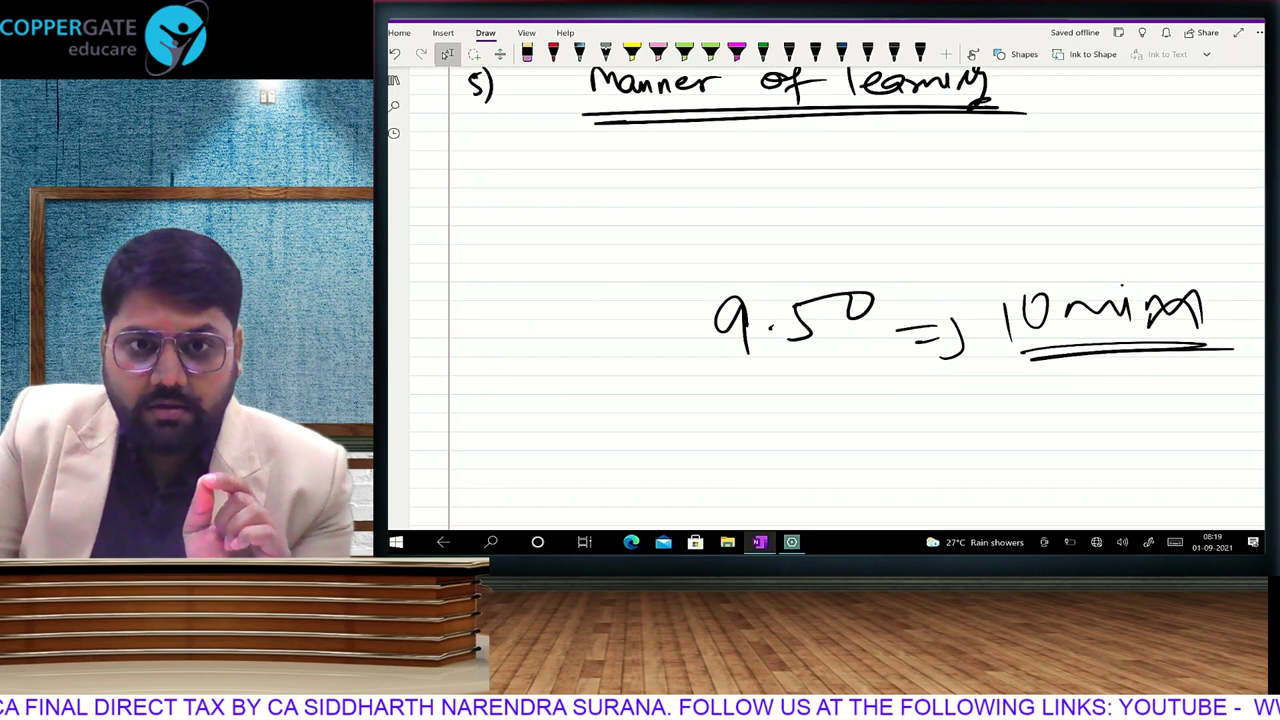 COPPERGATE
educare
Home Insert Draw View Help
Saved offline Share
Shapes Ink to Shape Ink to Text
5) Manner of learning
9.50 => 10 mins
27°C Rain showers
08:19
01-09-2021
CA FINAL DIRECT TAX BY CA SIDDHARTH NARENDRA SURANA. FOLLOW US AT THE FOLLOWING LINKS: YOUTUBE - WW